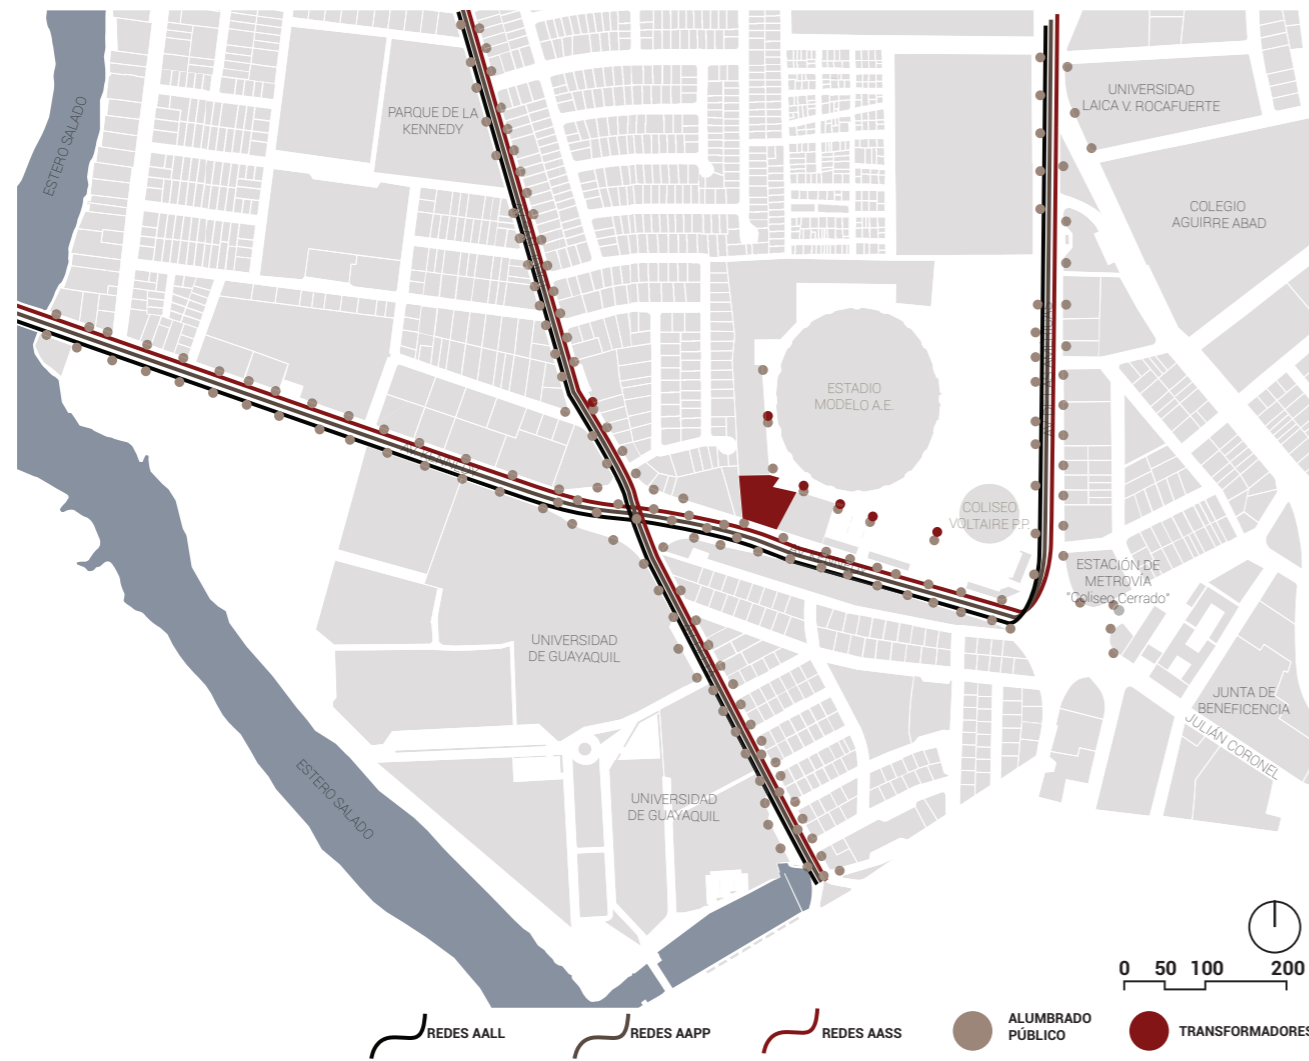 ESTERO SALADO
PARQUE DE LA
KENNEDY
UNIVERSIDAD
LAICA V. ROCAFUERTE
COLEGIO
AGUIRRE ABAD
ESTADIO
MODELO A.E.
COLISEO
VOLTAIRE P.P.
ESTACIÓN DE
METROVÍA
"Coliseo Cerrado"
UNIVERSIDAD
DE GUAYAQUIL
JUNTA DE
BENEFICENCIA
JULIÁN CORONEL
ESTERO SALADO
UNIVERSIDAD
DE GUAYAQUIL
0 50 100 200
REDES AALL
REDES AAPP
REDES AASS
ALUMBRADO
PÚBLICO
TRANSFORMADORES